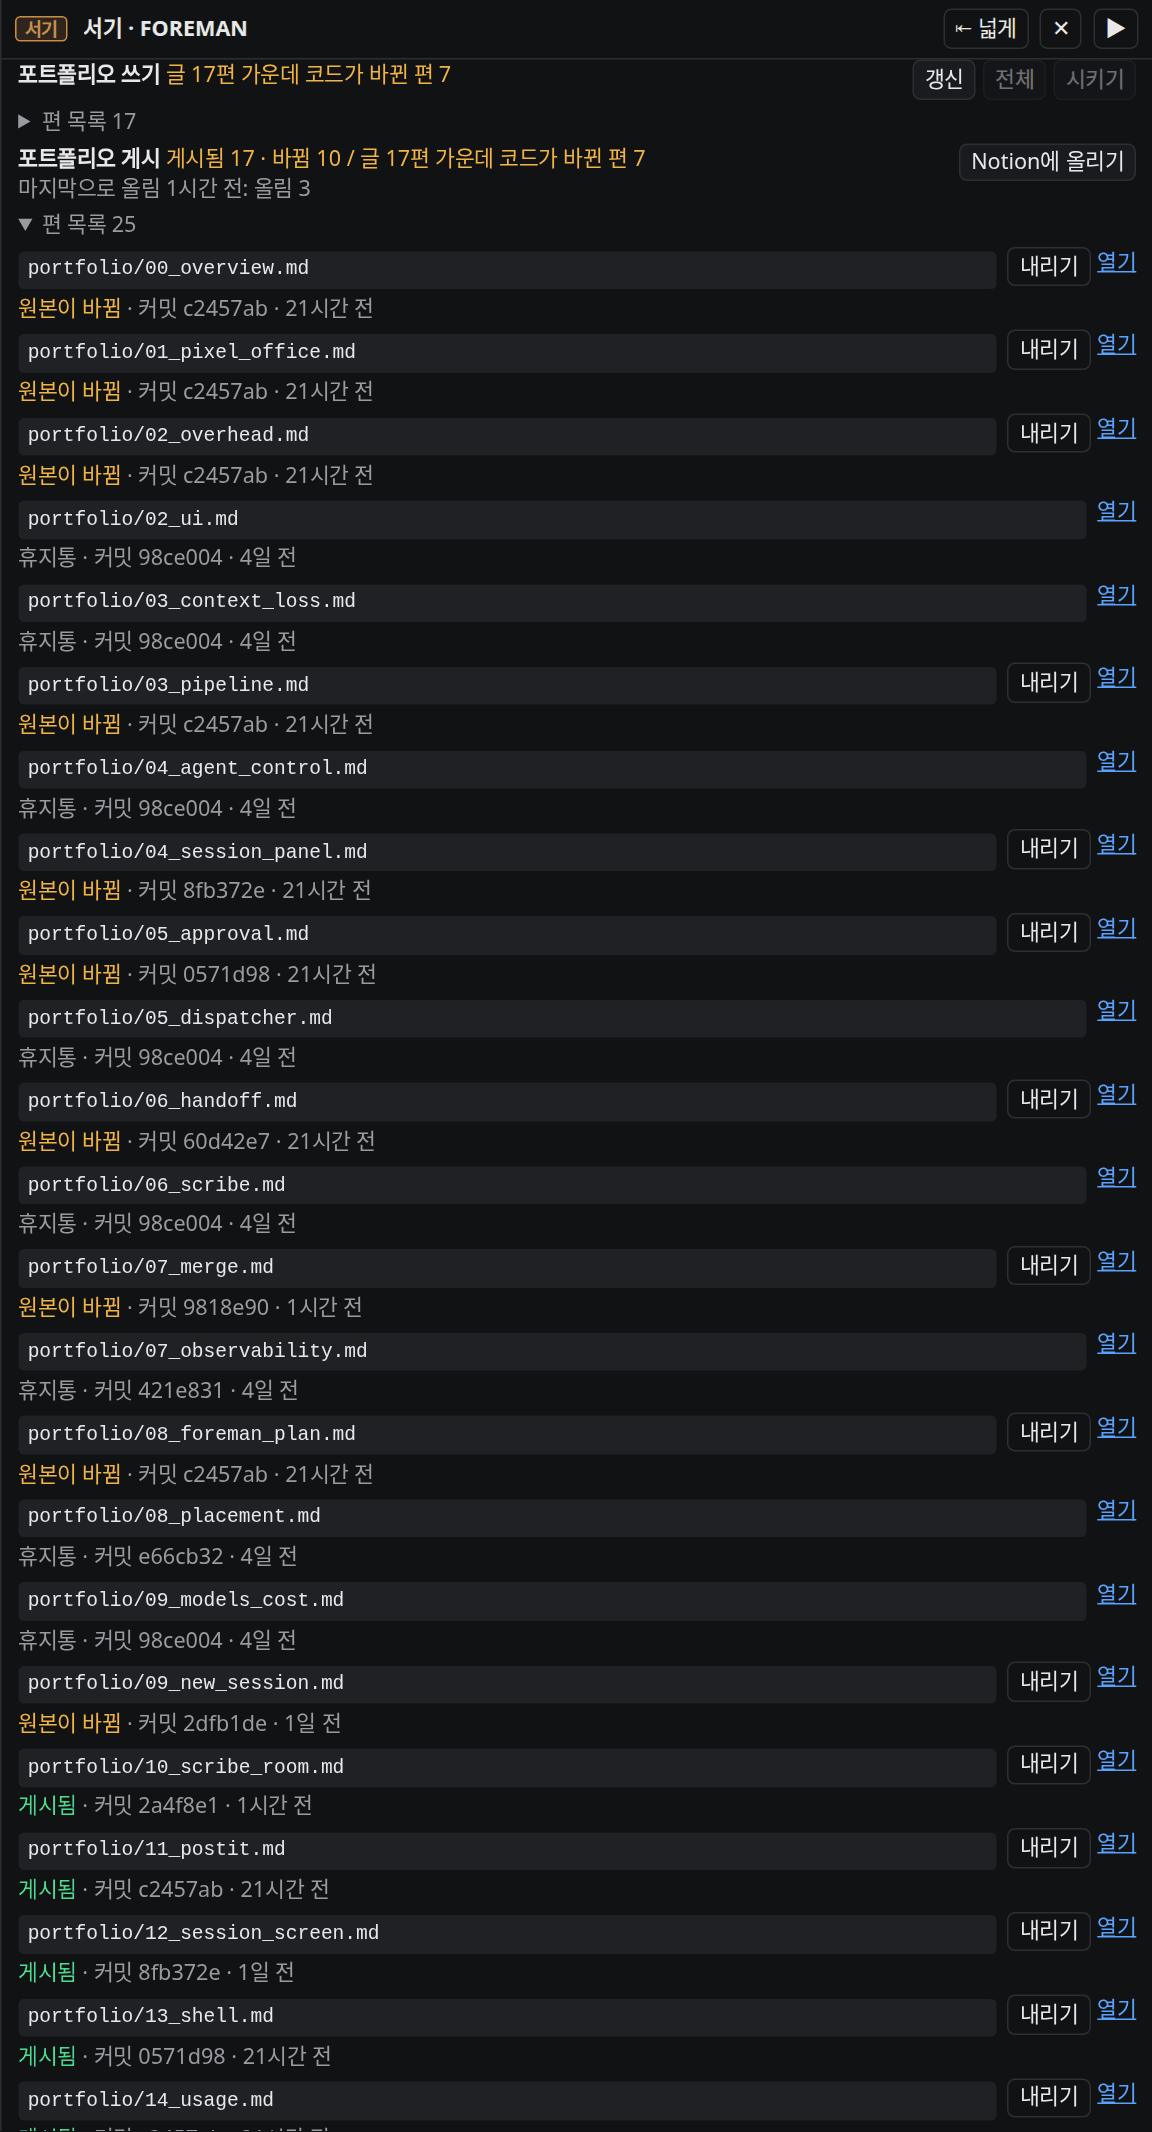 서기 서기 · FOREMAN ⇤ 넓게 ✕ ▶
포트폴리오 쓰기 글 17편 가운데 코드가 바뀐 편 7 갱신 전체 시키기
▶ 편 목록 17
포트폴리오 게시 게시됨 17 · 바뀜 10 / 글 17편 가운데 코드가 바뀐 편 7 Notion에 올리기
마지막으로 올림 1시간 전: 올림 3
▼ 편 목록 25
portfolio/00_overview.md 내리기 열기
원본이 바뀜 · 커밋 c2457ab · 21시간 전
portfolio/01_pixel_office.md 내리기 열기
원본이 바뀜 · 커밋 c2457ab · 21시간 전
portfolio/02_overhead.md 내리기 열기
원본이 바뀜 · 커밋 c2457ab · 21시간 전
portfolio/02_ui.md 열기
휴지통 · 커밋 98ce004 · 4일 전
portfolio/03_context_loss.md 열기
휴지통 · 커밋 98ce004 · 4일 전
portfolio/03_pipeline.md 내리기 열기
원본이 바뀜 · 커밋 c2457ab · 21시간 전
portfolio/04_agent_control.md 열기
휴지통 · 커밋 98ce004 · 4일 전
portfolio/04_session_panel.md 내리기 열기
원본이 바뀜 · 커밋 8fb372e · 21시간 전
portfolio/05_approval.md 내리기 열기
원본이 바뀜 · 커밋 0571d98 · 21시간 전
portfolio/05_dispatcher.md 열기
휴지통 · 커밋 98ce004 · 4일 전
portfolio/06_handoff.md 내리기 열기
원본이 바뀜 · 커밋 60d42e7 · 21시간 전
portfolio/06_scribe.md 열기
휴지통 · 커밋 98ce004 · 4일 전
portfolio/07_merge.md 내리기 열기
원본이 바뀜 · 커밋 9818e90 · 1시간 전
portfolio/07_observability.md 열기
휴지통 · 커밋 421e831 · 4일 전
portfolio/08_foreman_plan.md 내리기 열기
원본이 바뀜 · 커밋 c2457ab · 21시간 전
portfolio/08_placement.md 열기
휴지통 · 커밋 e66cb32 · 4일 전
portfolio/09_models_cost.md 열기
휴지통 · 커밋 98ce004 · 4일 전
portfolio/09_new_session.md 내리기 열기
원본이 바뀜 · 커밋 2dfb1de · 1일 전
portfolio/10_scribe_room.md 내리기 열기
게시됨 · 커밋 2a4f8e1 · 1시간 전
portfolio/11_postit.md 내리기 열기
게시됨 · 커밋 c2457ab · 21시간 전
portfolio/12_session_screen.md 내리기 열기
게시됨 · 커밋 8fb372e · 1일 전
portfolio/13_shell.md 내리기 열기
게시됨 · 커밋 0571d98 · 21시간 전
portfolio/14_usage.md 내리기 열기